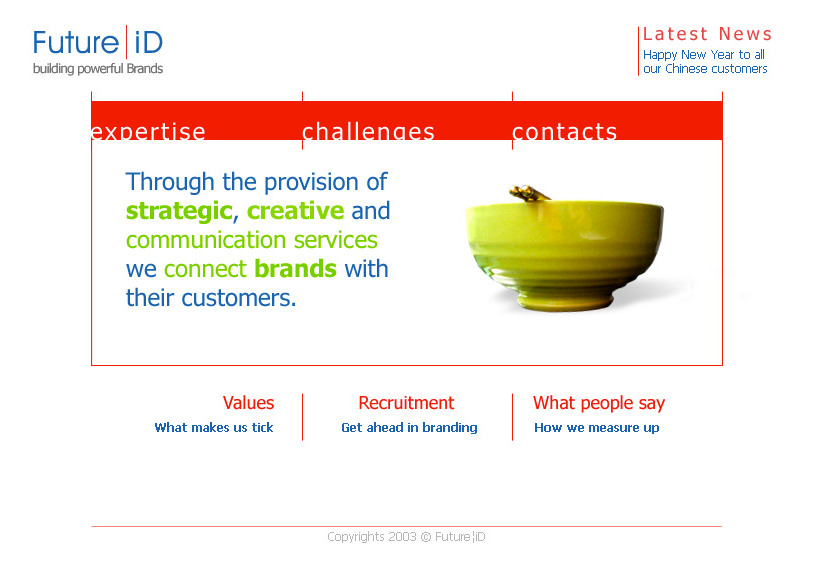 Future|iD
building powerful Brands
Latest News
Happy New Year to all
our Chinese customers
expertise
challenges
contacts
Through the provision of
strategic, creative and
communication services
we connect brands with
their customers.
Values
What makes us tick
Recruitment
Get ahead in branding
What people say
How we measure up
Copyrights 2003 © Future¦iD